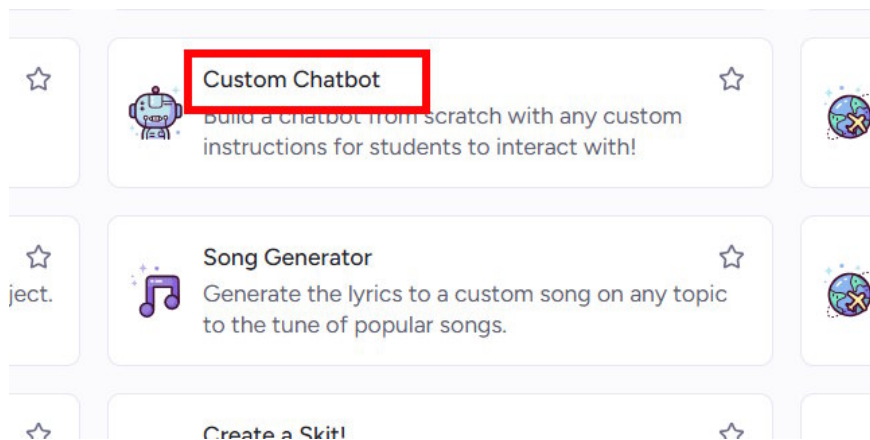 Custom Chatbot
Build a chatbot from scratch with any custom
instructions for students to interact with!
Song Generator
ject.
Generate the lyrics to a custom song on any topic
to the tune of popular songs.
Create a Skit!